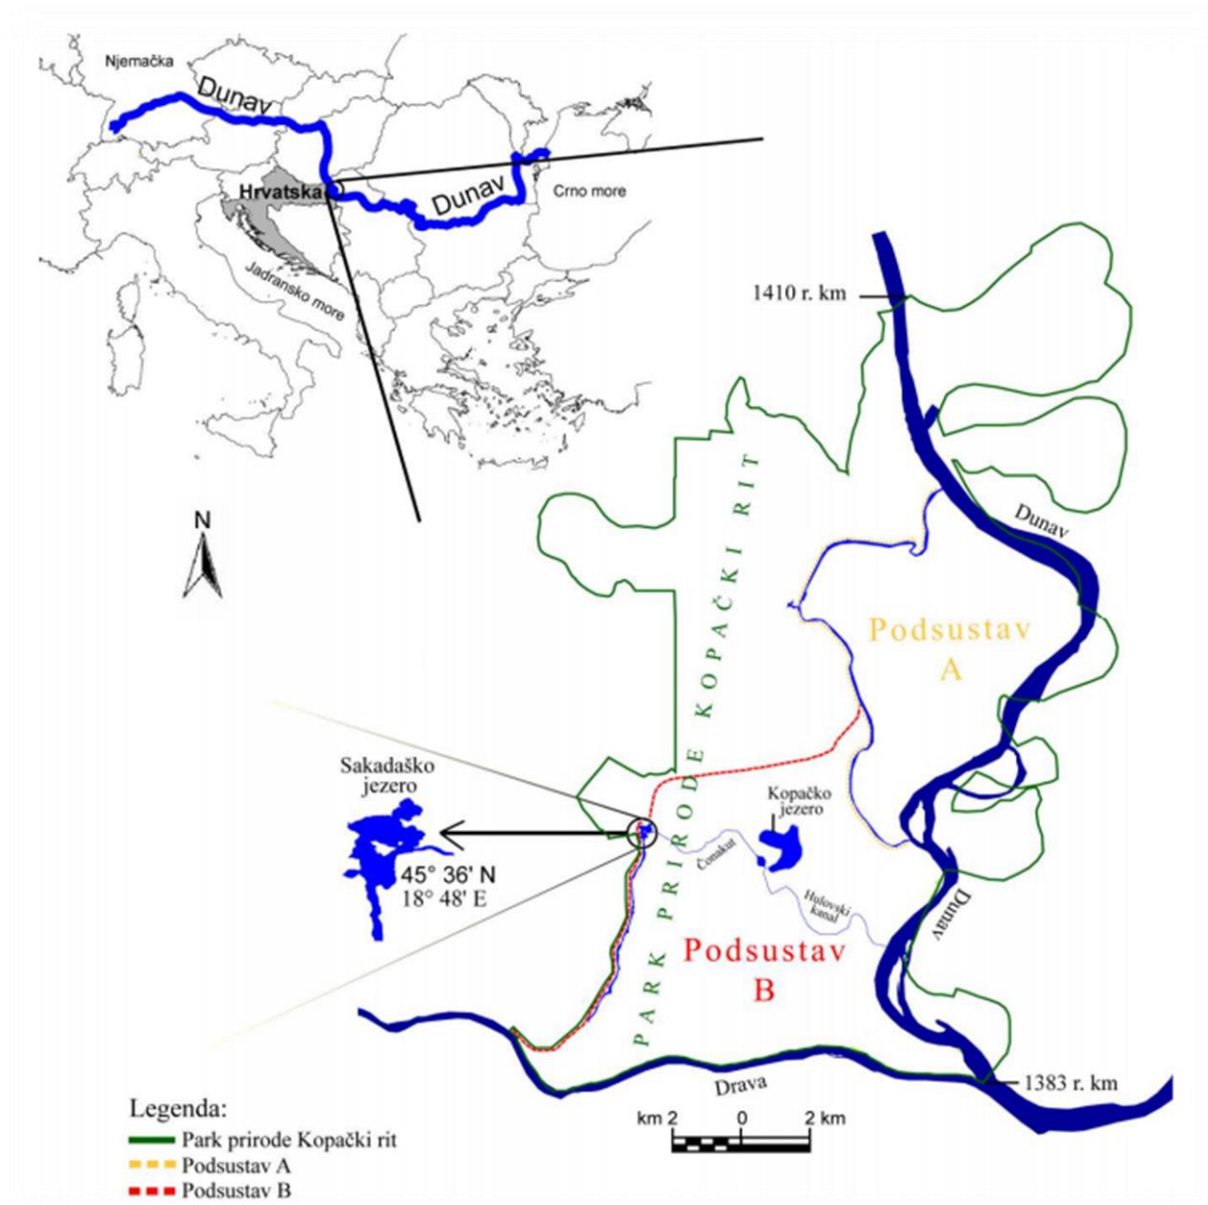 Njemačka
Dunav
Hrvatska
Dunav
Crno more
Jadransko more
1410 r. km
N
Dunav
PARK PRIRODE KOPAČKI RIT
Podsustav
A
Sakadaško
jezero
45° 36' N
18° 48' E
Kopačko
jezero
Čonakut
Hulovski
kanal
Dunav
Podsustav
B
Drava
1383 r. km
km 2 0 2 km
Legenda:
Park prirode Kopački rit
Podsustav A
Podsustav B